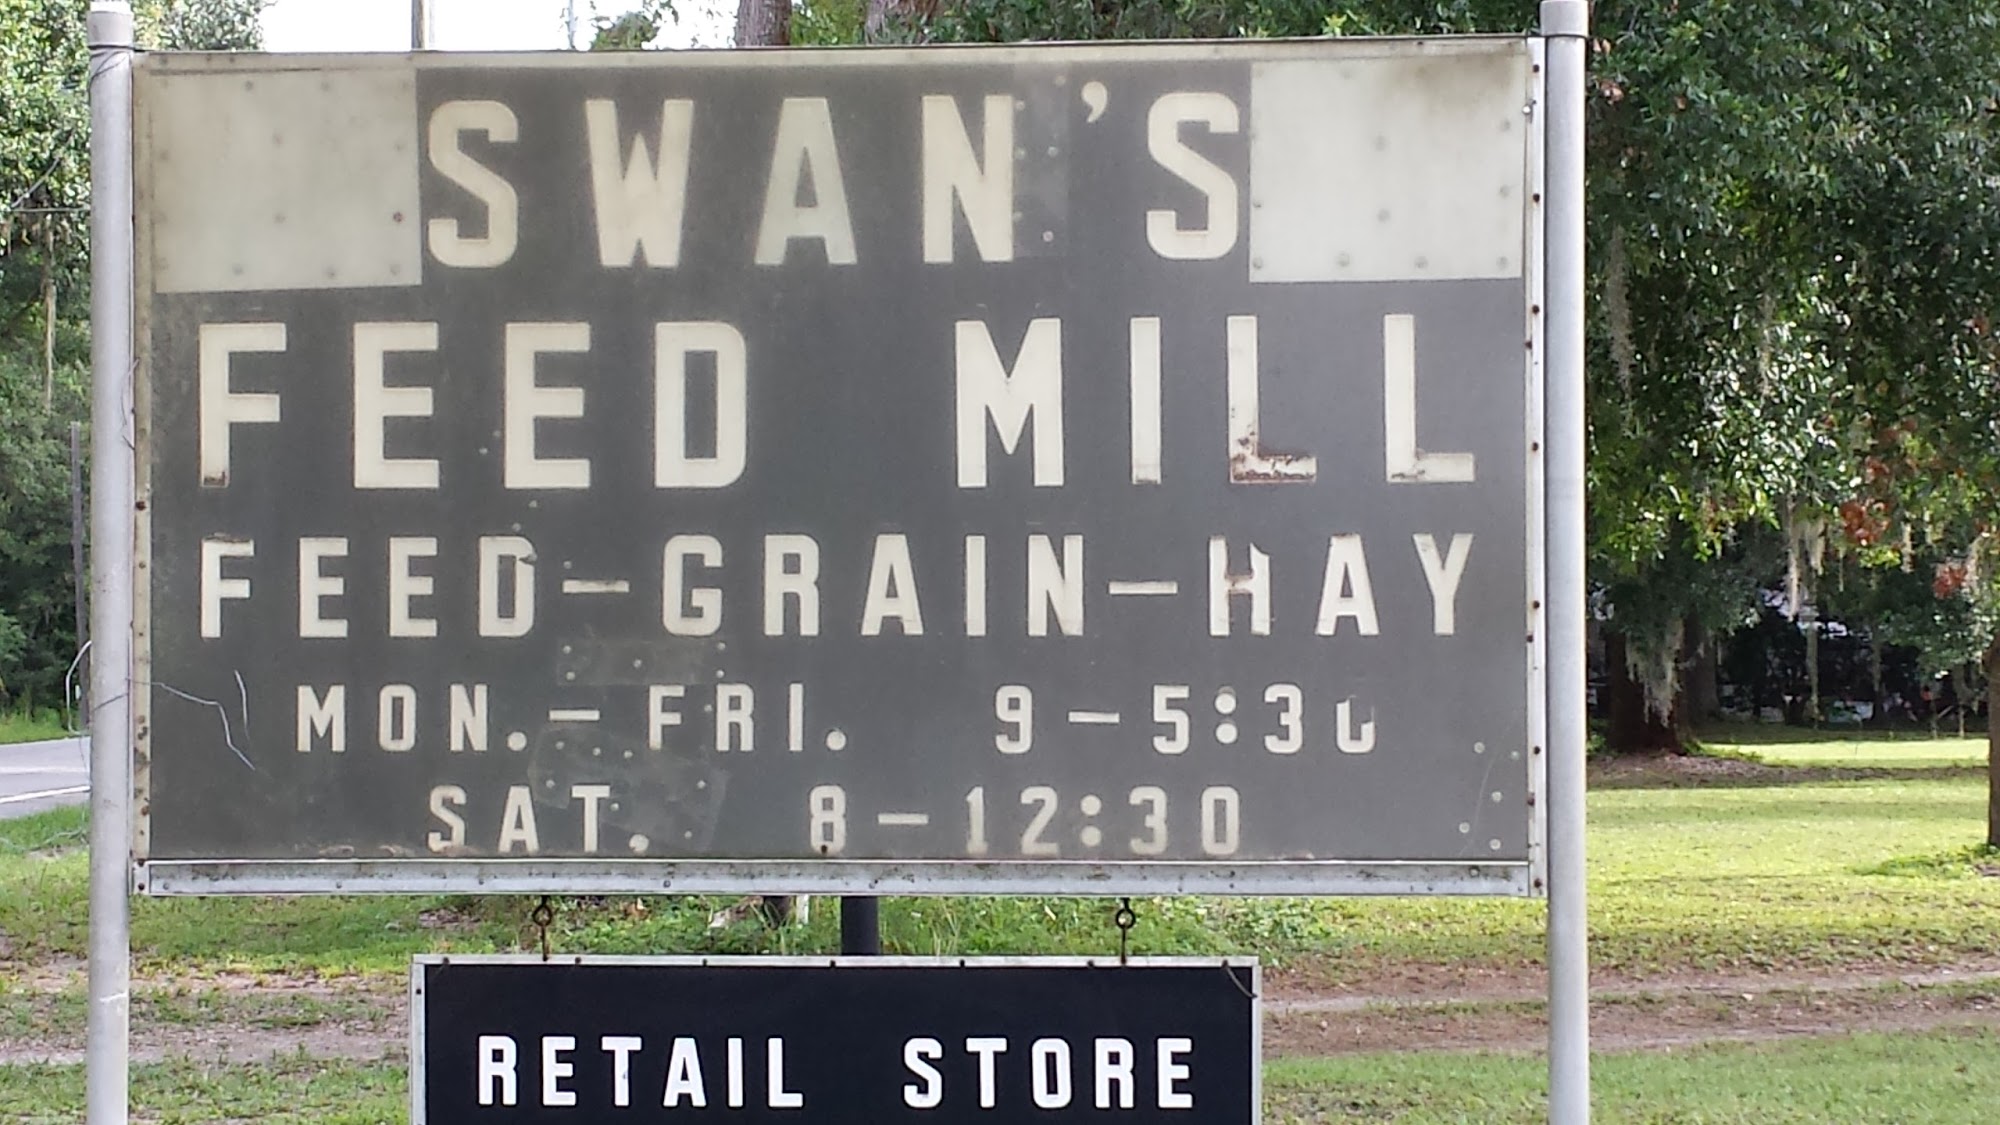 SWAN'S
FEED MILL
FEED-GRAIN-HAY
MON.-FRI. 9-5:30
SAT. 8-12:30
RETAIL STORE